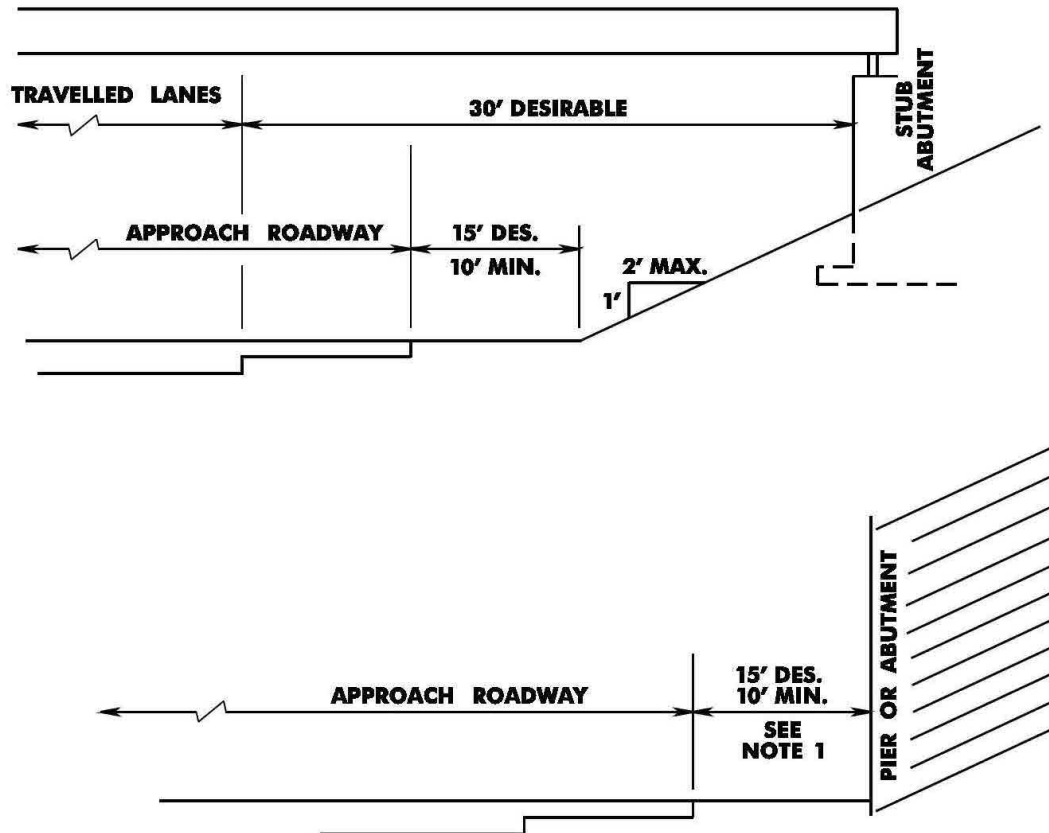 TRAVELLED LANES
30' DESIRABLE
STUB
ABUTMENT
APPROACH ROADWAY
15' DES.
10' MIN.
2' MAX.
1'
APPROACH ROADWAY
15' DES.
10' MIN.
SEE
NOTE 1
PIER OR ABUTMENT